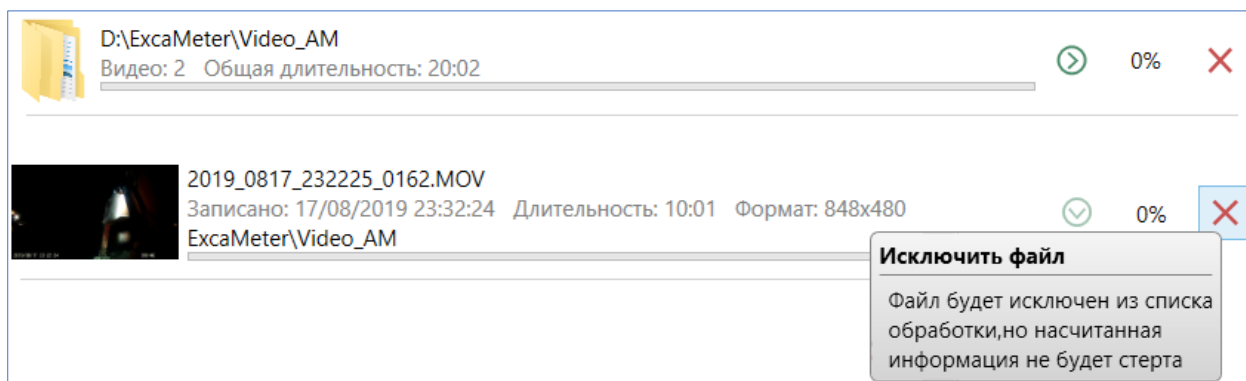 D:\ExcaMeter\Video_AM
Видео: 2 Общая длительность: 20:02
0%
2019_0817_232225_0162.MOV
Записано: 17/08/2019 23:32:24 Длительность: 10:01 Формат: 848x480
0%
ExcaMeter\Video_AM
Исключить файл
Файл будет исключен из списка
обработки,но насчитанная
информация не будет стерта